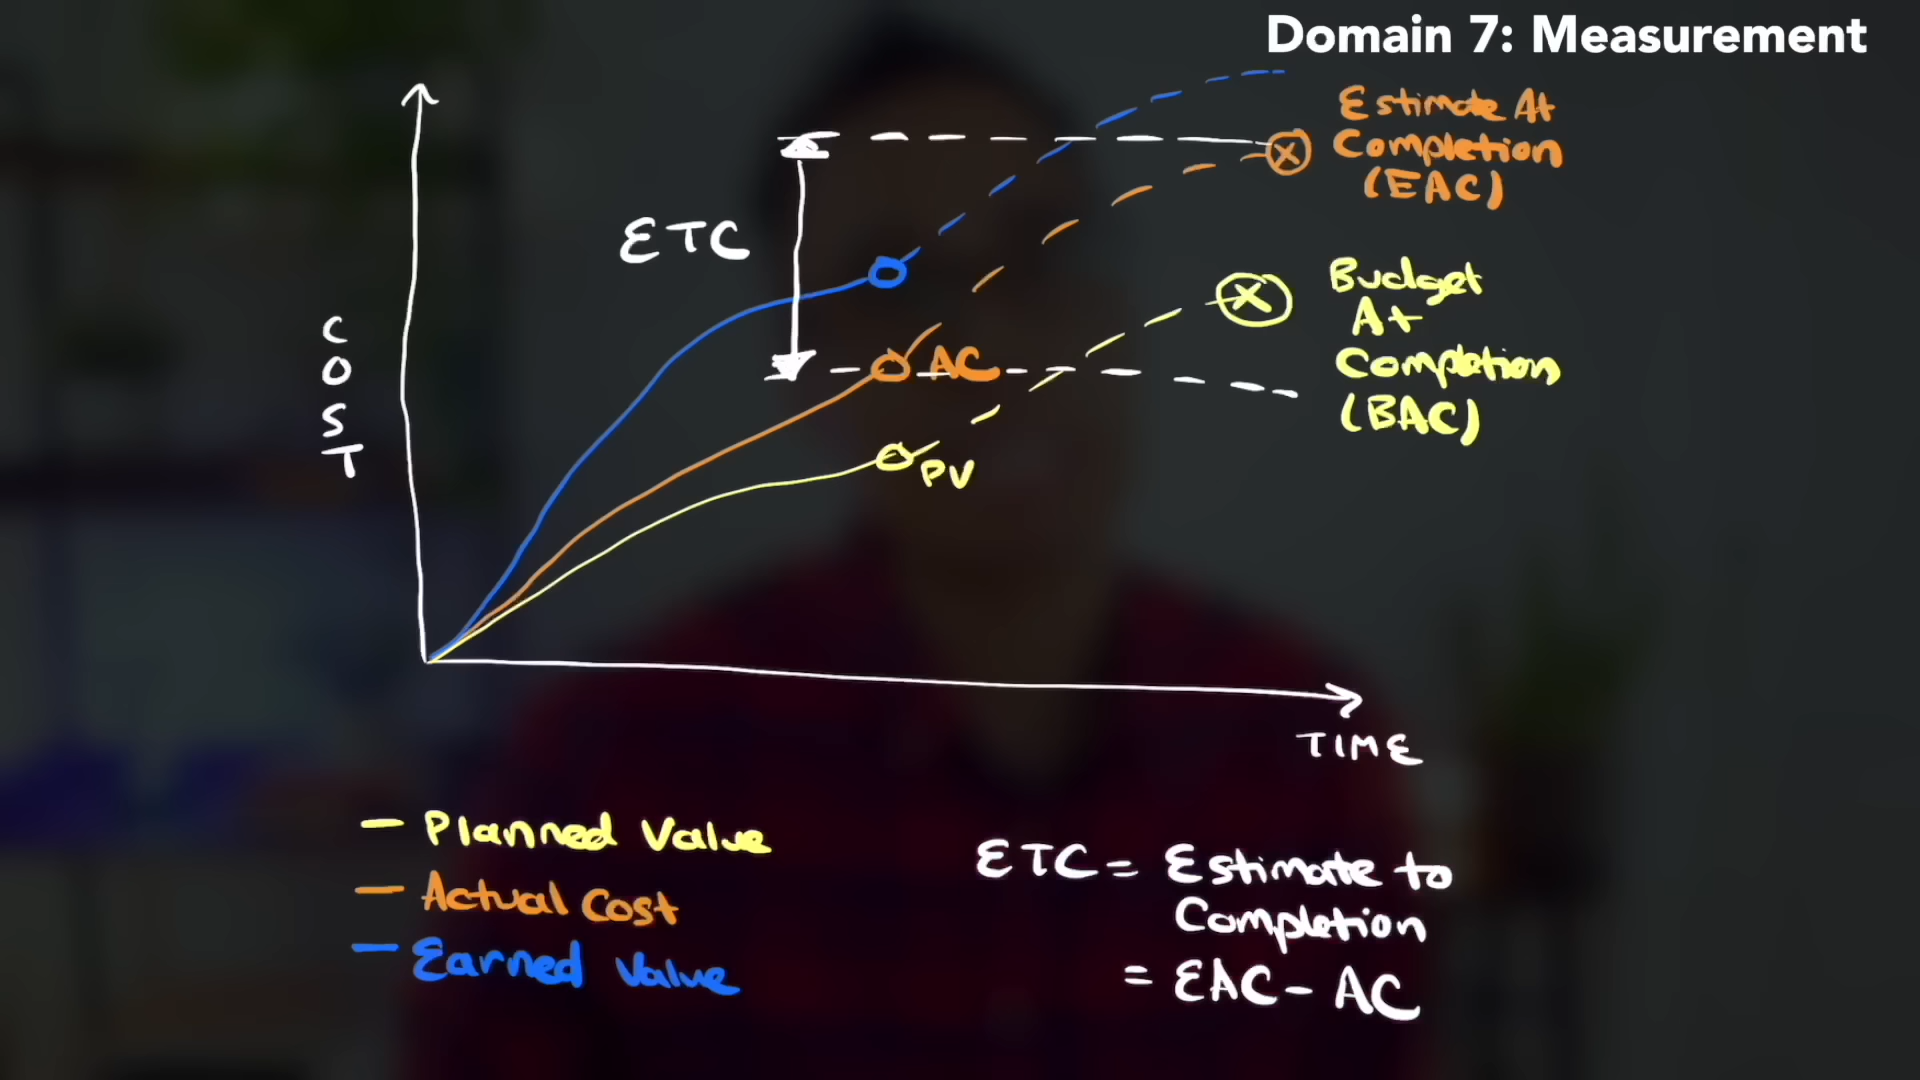 Domain 7: Measurement
Estimate At
Completion
(EAC)
ETC
Budget
At
Completion
(BAC)
COST
AC
PV
TIME
Planned Value
Actual Cost
Earned Value
ETC = Estimate to
Completion
= EAC - AC